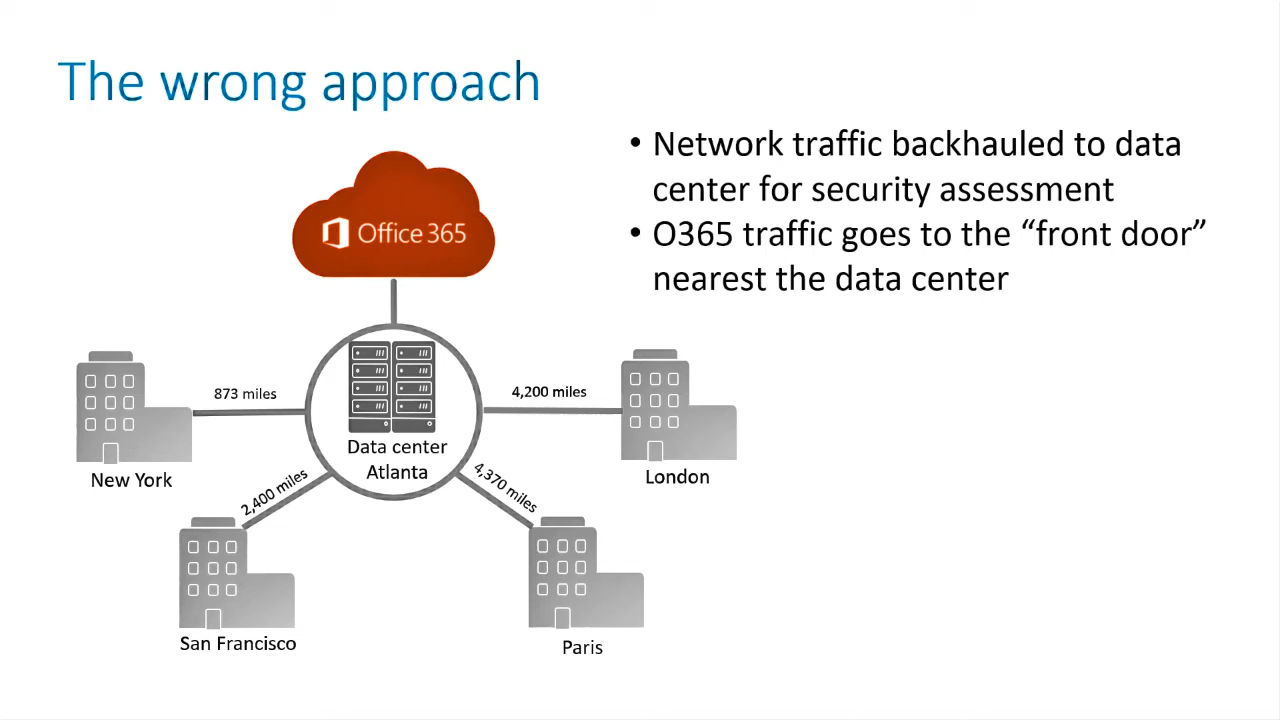 The wrong approach
• Network traffic backhauled to data
center for security assessment
• O365 traffic goes to the “front door”
nearest the data center
Office 365
873 miles
4,200 miles
Data center
Atlanta
New York
London
2,400 miles
4,370 miles
San Francisco
Paris